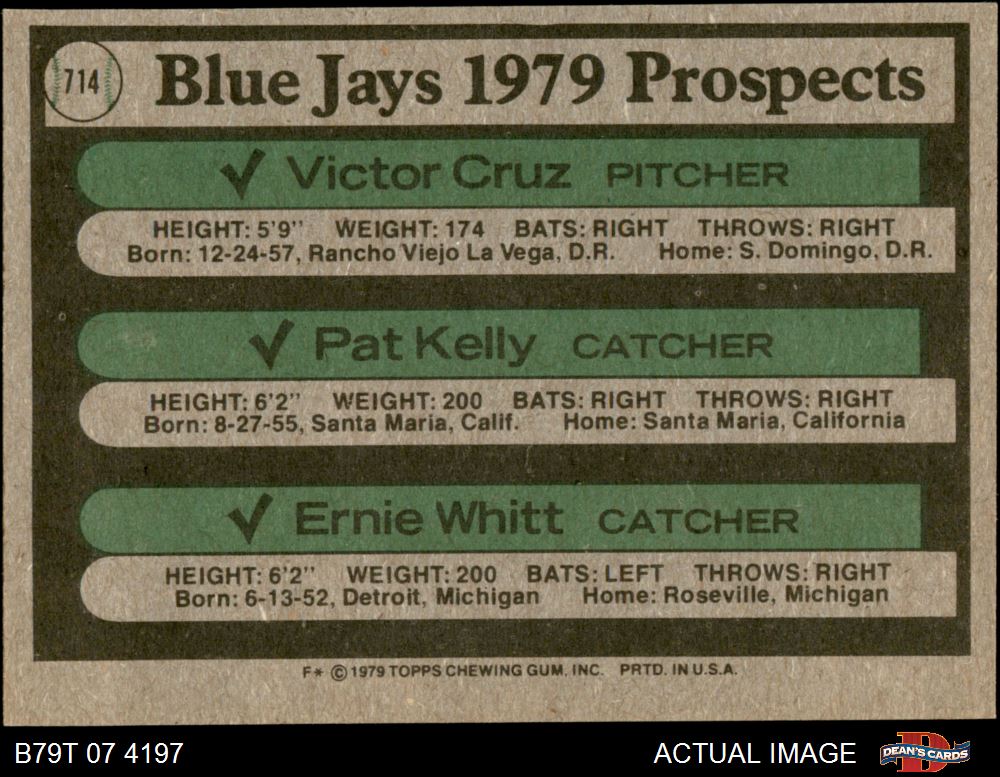 714 Blue Jays 1979 Prospects
✓ Victor Cruz PITCHER
HEIGHT: 5'9" WEIGHT: 174 BATS: RIGHT THROWS: RIGHT
Born: 12-24-57, Rancho Viejo La Vega, D.R. Home: S. Domingo, D.R.
✓ Pat Kelly CATCHER
HEIGHT: 6'2" WEIGHT: 200 BATS: RIGHT THROWS: RIGHT
Born: 8-27-55, Santa Maria, Calif. Home: Santa Maria, California
✓ Ernie Whitt CATCHER
HEIGHT: 6'2" WEIGHT: 200 BATS: LEFT THROWS: RIGHT
Born: 6-13-52, Detroit, Michigan Home: Roseville, Michigan
F* © 1979 TOPPS CHEWING GUM, INC. PRTD. IN U.S.A.
B79T 07 4197 ACTUAL IMAGE DEAN'S CARDS